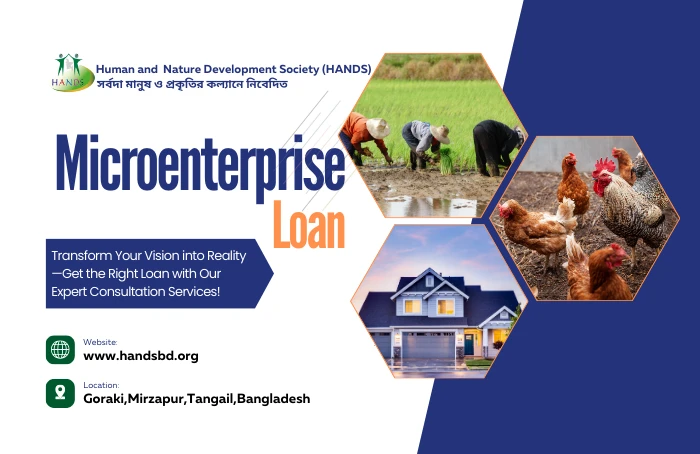 HANDS
Human and Nature Development Society (HANDS)
সর্বদা মানুষ ও প্রকৃতির কল্যানে নিবেদিত
Microenterprise
Loan
Transform Your Vision into Reality
—Get the Right Loan with Our
Expert Consultation Services!
Website:
www.handsbd.org
Location:
Goraki,Mirzapur,Tangail,Bangladesh